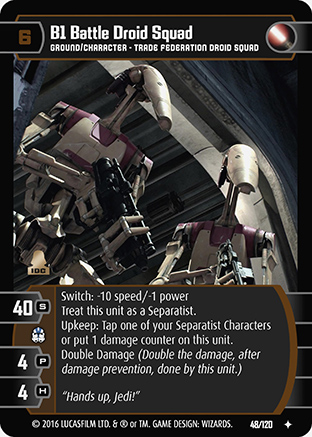 6
B1 Battle Droid Squad
GROUND/CHARACTER - TRADE FEDERATION DROID SQUAD
IDC
40 S
4 P
4 H
Switch: -10 speed/-1 power
Treat this unit as a Separatist.
Upkeep: Tap one of your Separatist Characters
or put 1 damage counter on this unit.
Double Damage (Double the damage, after
damage prevention, done by this unit.)
“Hands up, Jedi!”
© 2016 LUCASFILM LTD. & ® OR TM. GAME DESIGN: WIZARDS. 48/120